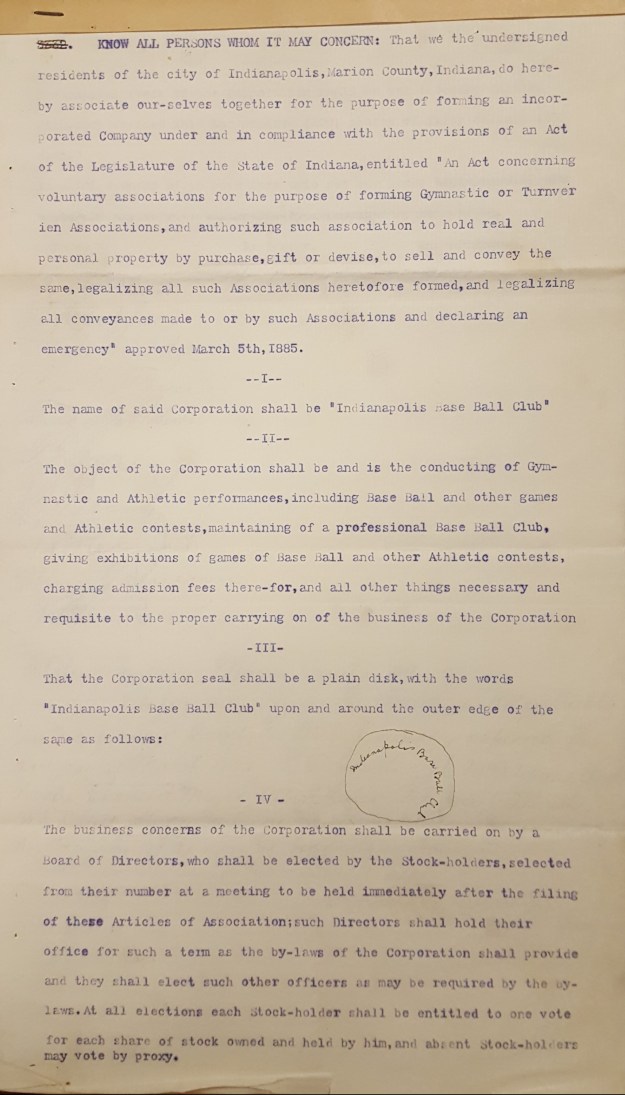 KNOW ALL PERSONS WHOM IT MAY CONCERN: That we the undersigned
residents of the city of Indianapolis,Marion County,Indiana,do here-
by associate our-selves together for the purpose of forming an incor-
porated Company under and in compliance with the provisions of an Act
of the Legislature of the State of Indiana,entitled "An Act concerning
voluntary associations for the purpose of forming Gymnastic or Turnver
ien Associations,and authorizing such association to hold real and
personal property by purchase,gift or devise,to sell and convey the
same,legalizing all such Associations heretofore formed,and legalizing
all conveyances made to or by such Associations and declaring an
emergency" approved March 5th,1885.
--I--
The name of said Corporation shall be "Indianapolis Base Ball Club"
--II--
The object of the Corporation shall be and is the conducting of Gym-
nastic and Athletic performances,including Base Ball and other games
and Athletic contests,maintaining of a professional Base Ball Club,
giving exhibitions of games of Base Ball and other Athletic contests,
charging admission fees there-for,and all other things necessary and
requisite to the proper carrying on of the business of the Corporation
-III-
That the Corporation seal shall be a plain disk,with the words
"Indianapolis Base Ball Club" upon and around the outer edge of the
same as follows:
Indianapolis Base Ball Club
- IV -
The business concerns of the Corporation shall be carried on by a
Board of Directors,who shall be elected by the Stock-holders,selected
from their number at a meeting to be held immediately after the filing
of these Articles of Association;such Directors shall hold their
office for such a term as the by-laws of the Corporation shall provide
and they shall elect such other officers as may be required by the by-
laws.At all elections each Stock-holder shall be entitled to one vote
for each share of stock owned and held by him,and absent Stock-holders
may vote by proxy.